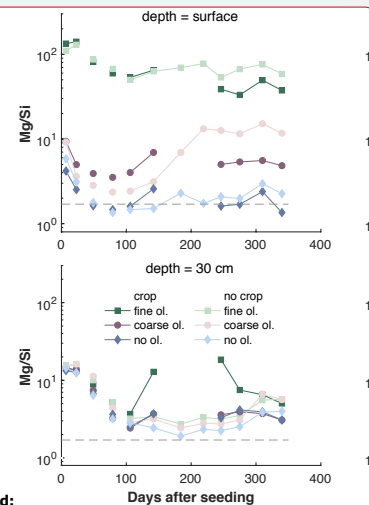 depth = surface
10²
10¹
10⁰
Mg/Si
0 100 200 300 400
depth = 30 cm
crop no crop
fine ol. fine ol.
coarse ol. coarse ol.
no ol. no ol.
10²
10¹
10⁰
Mg/Si
0 100 200 300 400
Days after seeding
d: